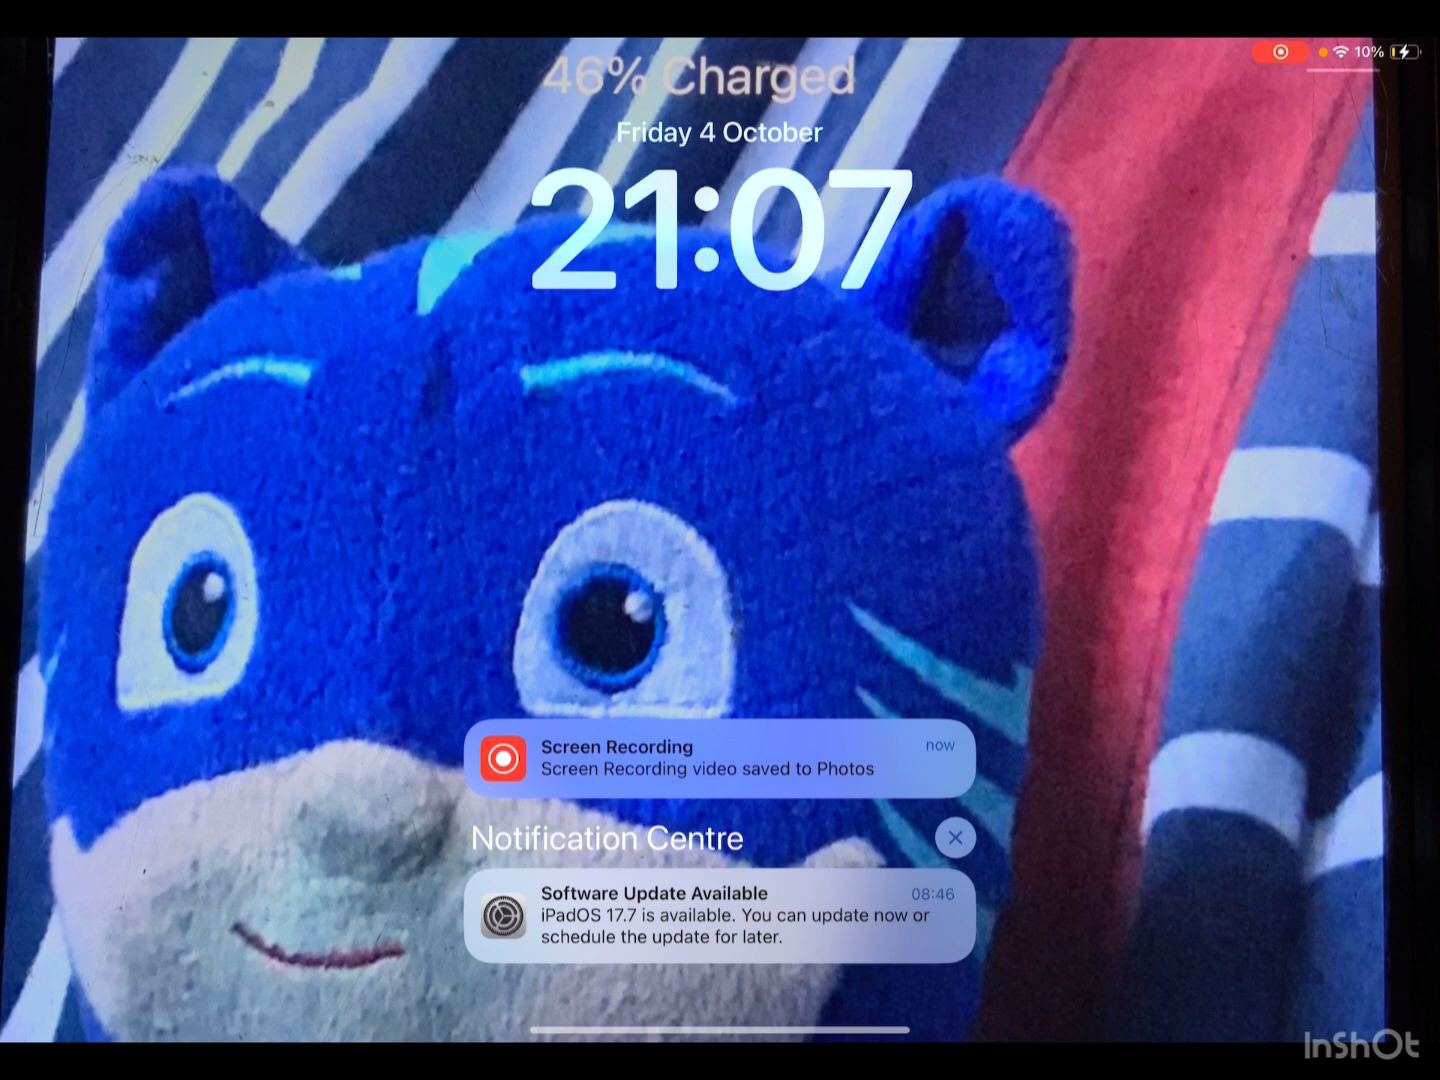 10%
46% Charged
Friday 4 October
21:07
Screen Recording
now
Screen Recording video saved to Photos
Notification Centre
Software Update Available
08:46
iPadOS 17.7 is available. You can update now or
schedule the update for later.
InShOt